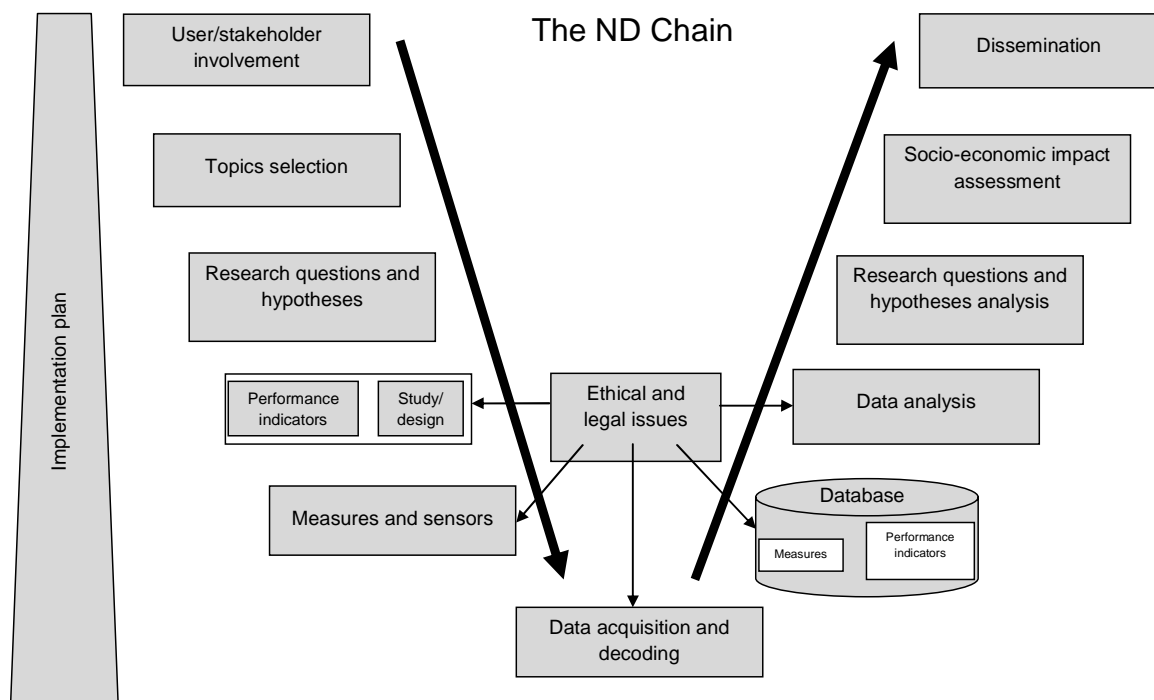 The ND Chain
User/stakeholder
involvement
Dissemination
Topics selection
Socio-economic impact
assessment
Research questions and
hypotheses
Research questions and
hypotheses analysis
Implementation plan
Performance
indicators
Study/
design
Ethical and
legal issues
Data analysis
Measures and sensors
Database
Measures
Performance
indicators
Data acquisition and
decoding